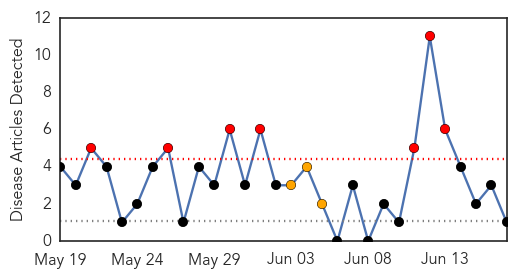 Disease Articles Detected
12
10
8
6
4
2
0
May 19
May 24
May 29
Jun 03
Jun 08
Jun 13